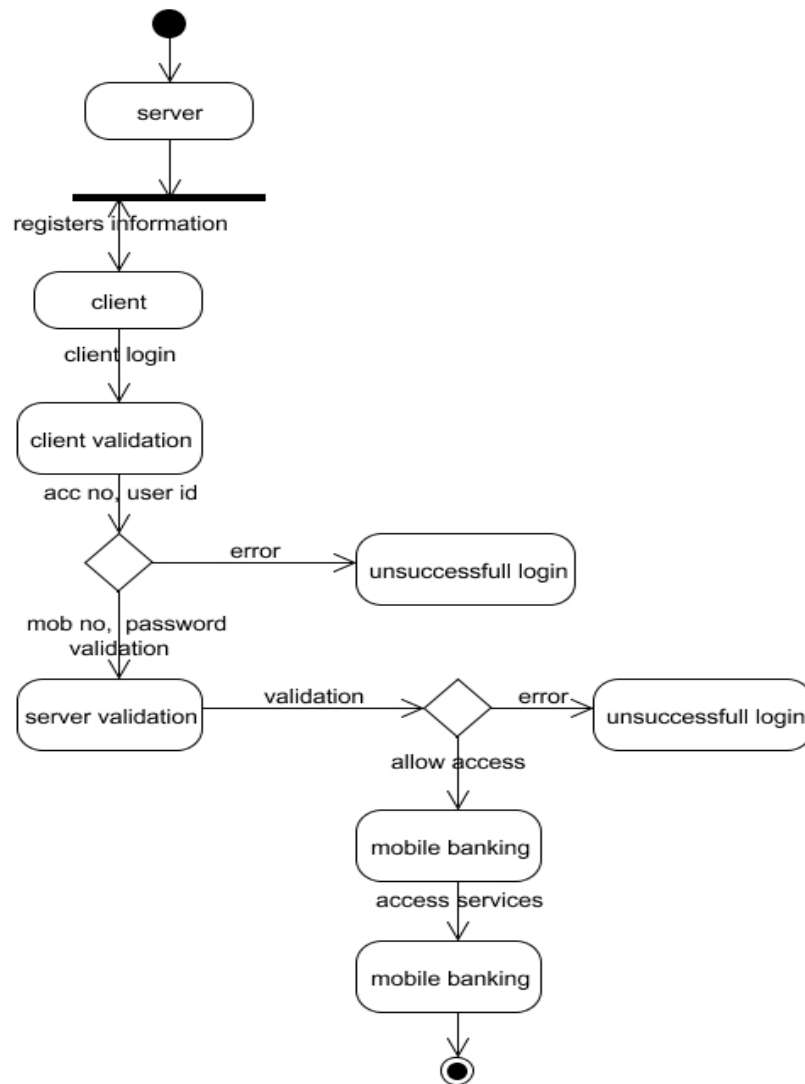 server
registers information
client
client login
client validation
acc no, user id
error
unsuccessfull login
mob no,  password
validation
server validation
validation
error
unsuccessfull login
allow access
mobile banking
access services
mobile banking